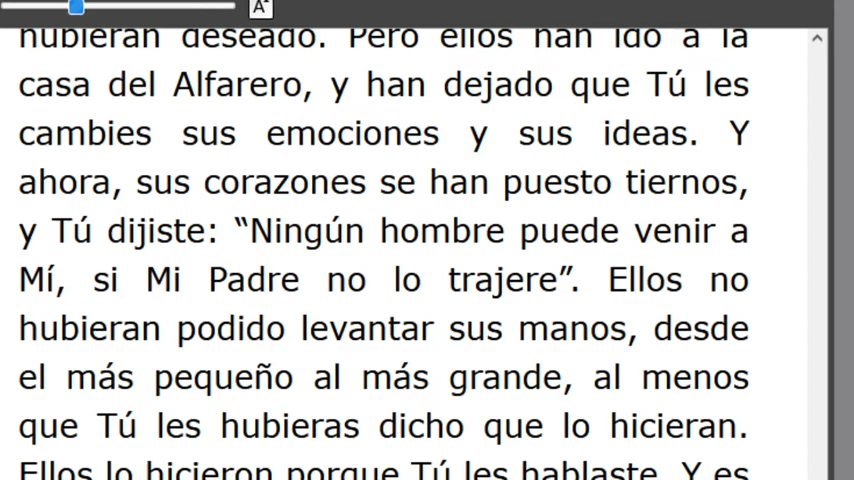 A
hubieran deseado. Pero ellos han ido a la
casa del Alfarero, y han dejado que Tú les
cambies sus emociones y sus ideas. Y
ahora, sus corazones se han puesto tiernos,
y Tú dijiste: “Ningún hombre puede venir a
Mí, si Mi Padre no lo trajere”. Ellos no
hubieran podido levantar sus manos, desde
el más pequeño al más grande, al menos
que Tú les hubieras dicho que lo hicieran.
Ellos lo hicieron porque Tú les hablaste. Y es